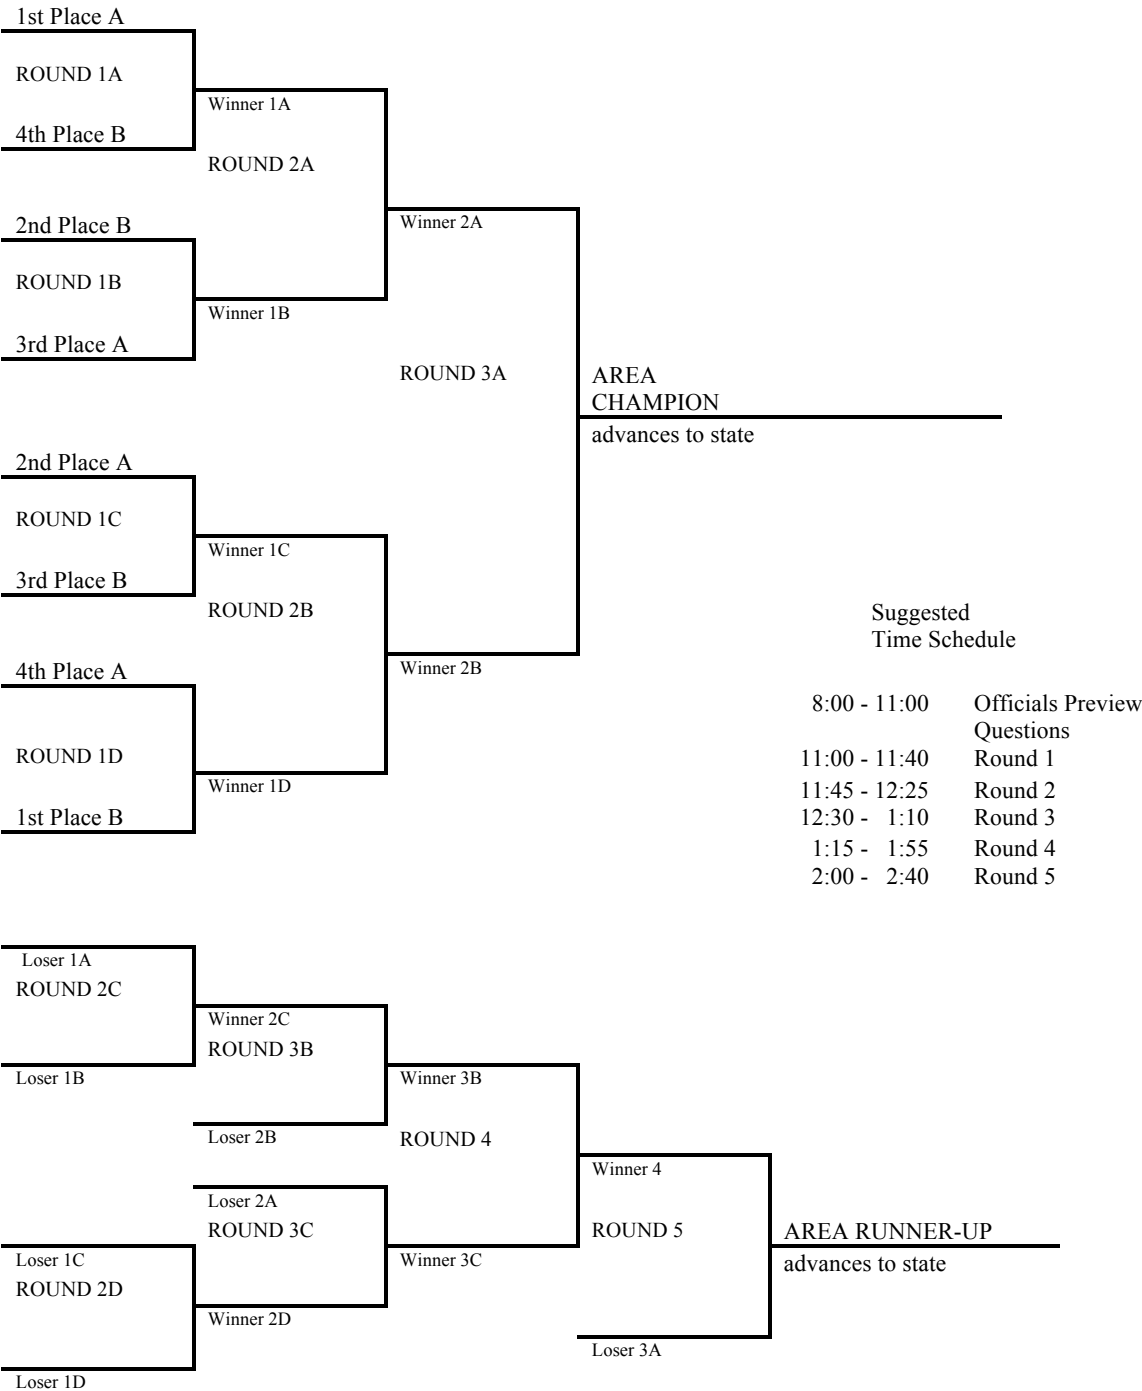 1st Place A
ROUND 1A
Winner 1A
4th Place B
ROUND 2A
2nd Place B
Winner 2A
ROUND 1B
Winner 1B
3rd Place A
ROUND 3A
AREA
CHAMPION
advances to state
2nd Place A
ROUND 1C
Winner 1C
3rd Place B
ROUND 2B
Winner 2B
4th Place A
ROUND 1D
Winner 1D
1st Place B
Suggested
Time Schedule
8:00 - 11:00 Officials Preview
Questions
11:00 - 11:40 Round 1
11:45 - 12:25 Round 2
12:30 - 1:10 Round 3
1:15 - 1:55 Round 4
2:00 - 2:40 Round 5
Loser 1A
ROUND 2C
Winner 2C
ROUND 3B
Loser 1B
Winner 3B
Loser 2B
ROUND 4
Winner 4
Loser 2A
ROUND 3C
ROUND 5
AREA RUNNER-UP
advances to state
Loser 1C
Winner 3C
ROUND 2D
Winner 2D
Loser 3A
Loser 1D